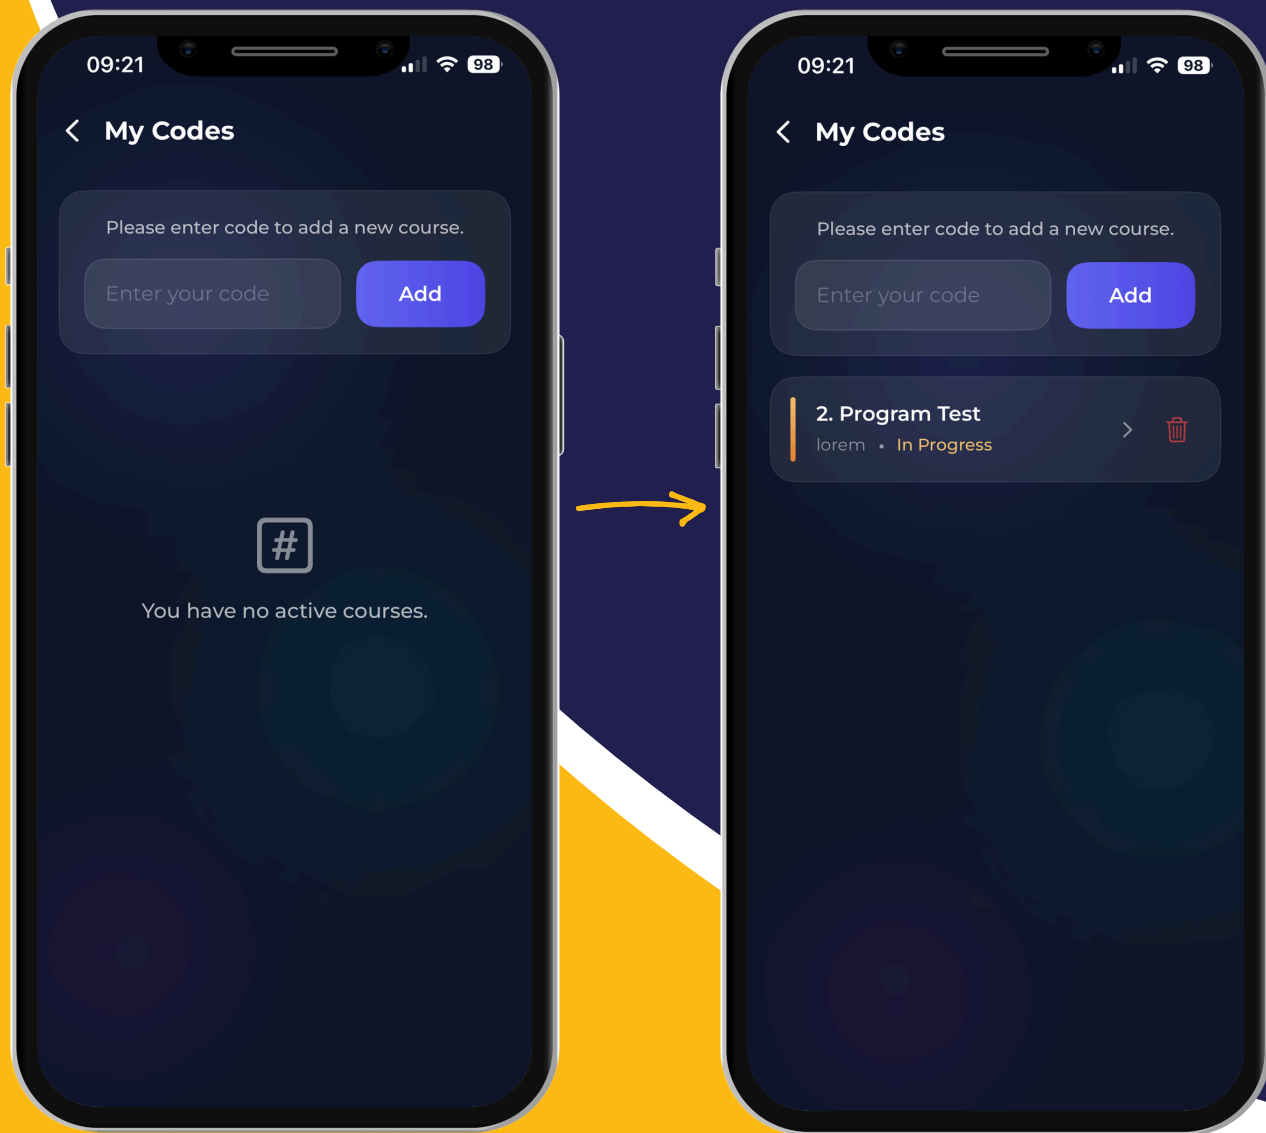 09:21
98
My Codes
Please enter code to add a new course.
Enter your code
Add
#
You have no active courses.
09:21
98
My Codes
Please enter code to add a new course.
Enter your code
Add
2. Program Test
lorem • In Progress